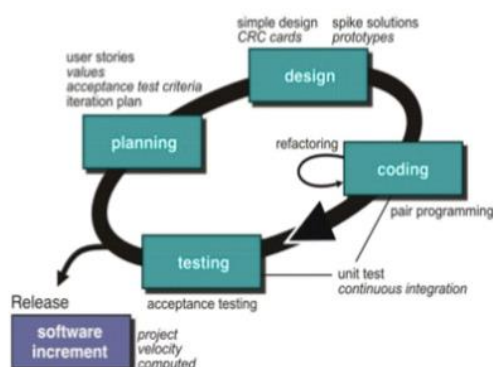 simple design
CRC cards
spike solutions
prototypes
user stories
values
acceptance test criteria
iteration plan
design
planning
refactoring
coding
pair programming
testing
unit test
continuous integration
acceptance testing
Release
software
increment
project
velocity
computed